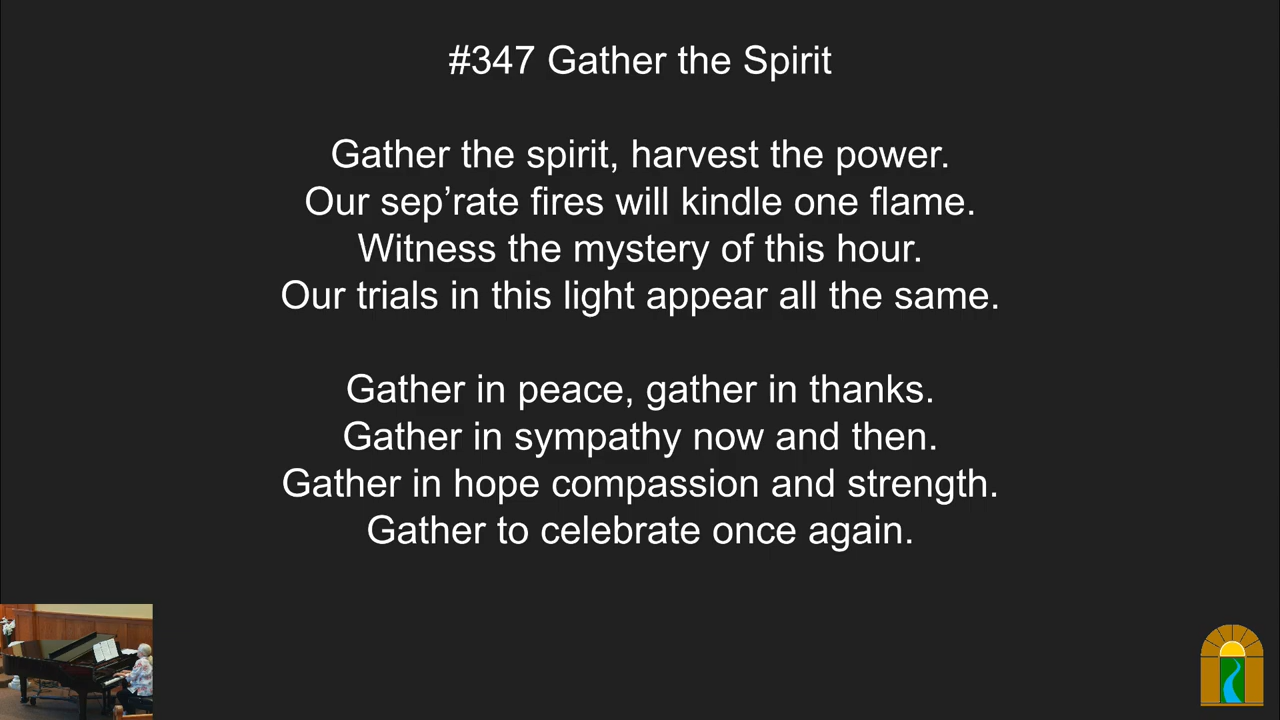 #347 Gather the Spirit
Gather the spirit, harvest the power.
Our sep’rate fires will kindle one flame.
Witness the mystery of this hour.
Our trials in this light appear all the same.
Gather in peace, gather in thanks.
Gather in sympathy now and then.
Gather in hope compassion and strength.
Gather to celebrate once again.